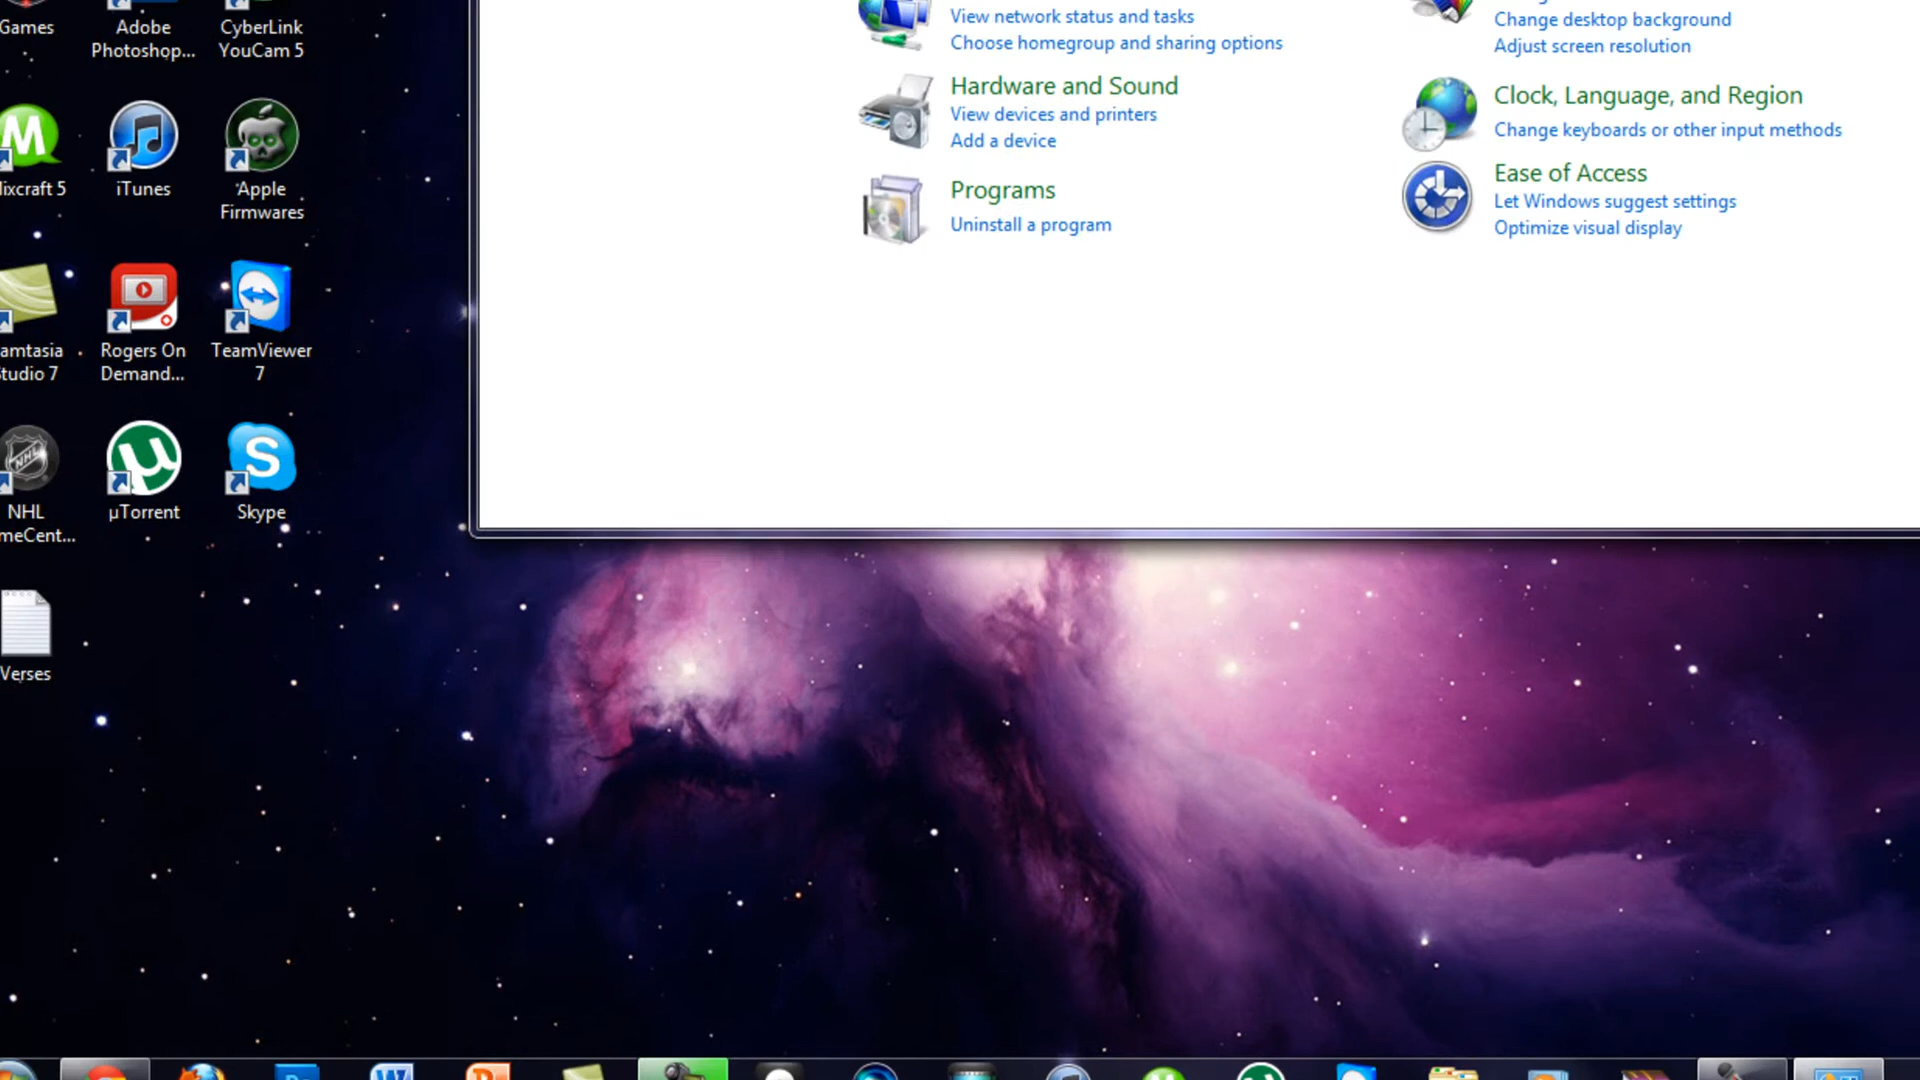 Games
Adobe
Photoshop...
CyberLink
YouCam 5
ixcraft 5
iTunes
Apple
Firmwares
amtasia
Studio 7
Rogers On
Demand...
TeamViewer
7
NHL
meCent...
µTorrent
Skype
Verses
View network status and tasks
Choose homegroup and sharing options
Hardware and Sound
View devices and printers
Add a device
Programs
Uninstall a program
Change desktop background
Adjust screen resolution
Clock, Language, and Region
Change keyboards or other input methods
Ease of Access
Let Windows suggest settings
Optimize visual display